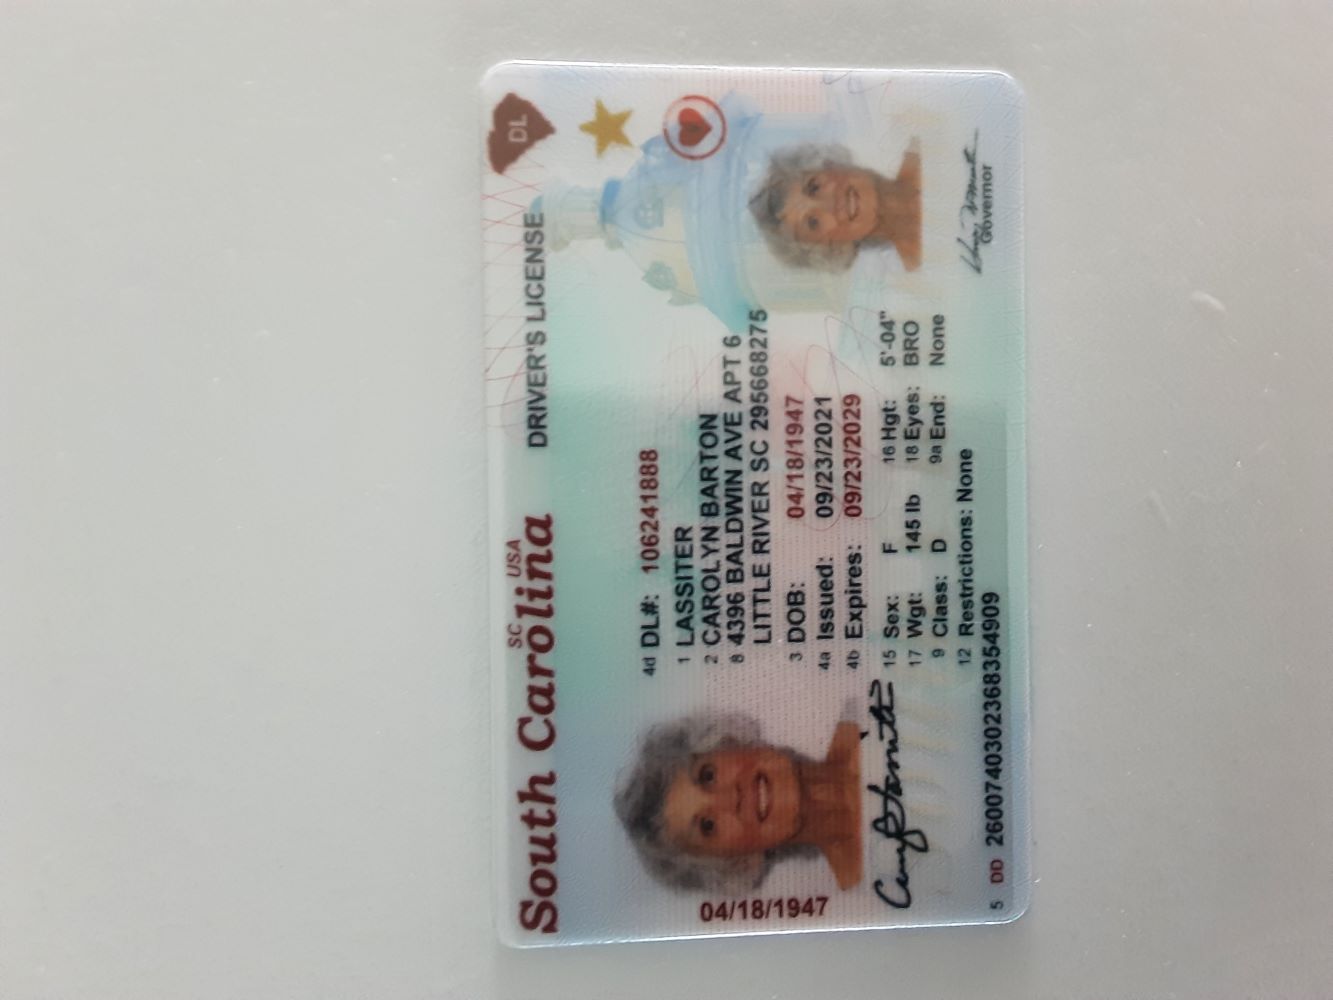 SC USA
South Carolina
DRIVER'S LICENSE
DL
4d DL#: 106241888
1 LASSITER
2 CAROLYN BARTON
8 4396 BALDWIN AVE APT 6
LITTLE RIVER SC 295668275
04/18/1947
3 DOB: 04/18/1947
4a Issued: 09/23/2021
4b Expires: 09/23/2029
15 Sex: F 16 Hgt: 5'-04"
17 Wgt: 145 lb 18 Eyes: BRO
9 Class: D 9a End: None
12 Restrictions: None
Governor
5 DD 2600740302368354909